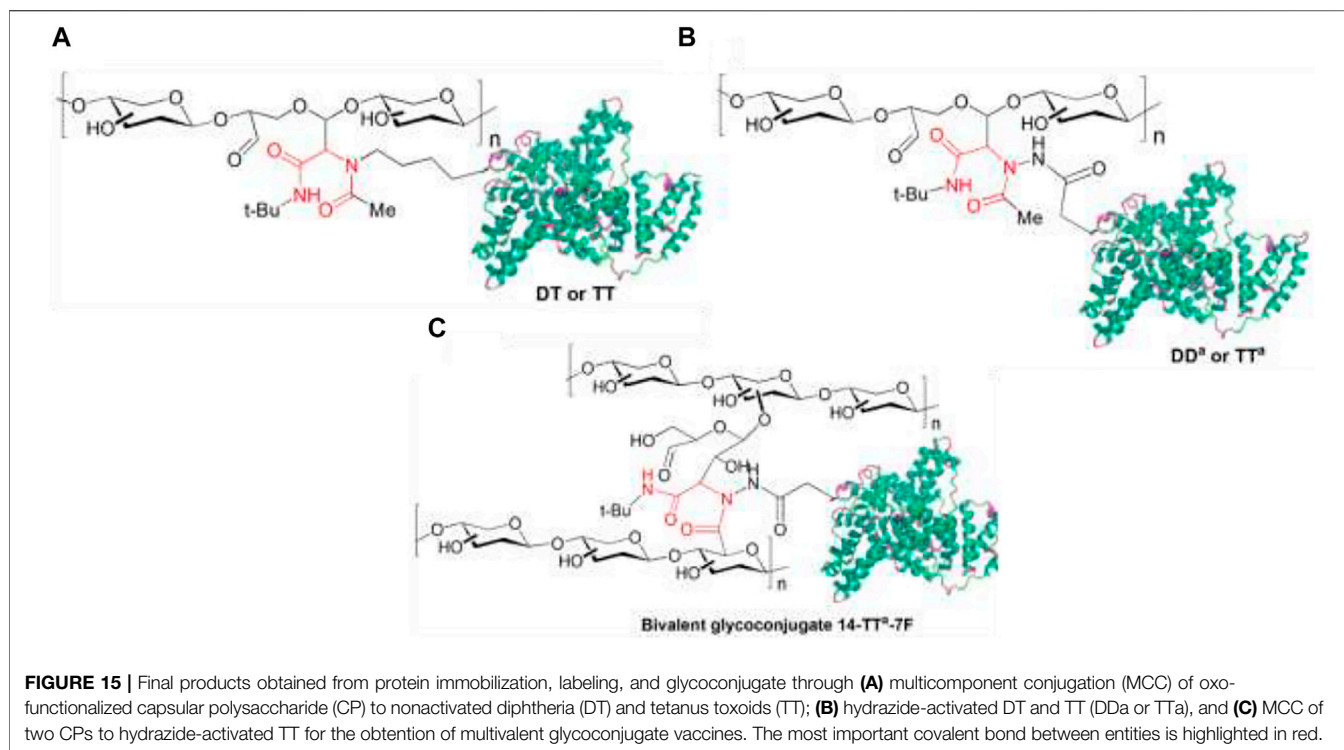 A
O O
O O O
HO O HO
n
O O N
NH
t-Bu O Me
DT or TT
B
O O
O O O
HO O HO
n
O O H
N N O
NH
t-Bu O Me
DDᵃ or TTᵃ
C
O
O O
HO O O O
HO O
HO
n
HO O O
O OH
H H
N N
t-Bu O N O
O O
O O O
HO O O
HO O
HO
n
Bivalent glycoconjugate 14-TTᵃ-7F
FIGURE 15 | Final products obtained from protein immobilization, labeling, and glycoconjugate through (A) multicomponent conjugation (MCC) of oxo-
functionalized capsular polysaccharide (CP) to nonactivated diphtheria (DT) and tetanus toxoids (TT); (B) hydrazide-activated DT and TT (DDa or TTa), and (C) MCC of
two CPs to hydrazide-activated TT for the obtention of multivalent glycoconjugate vaccines. The most important covalent bond between entities is highlighted in red.